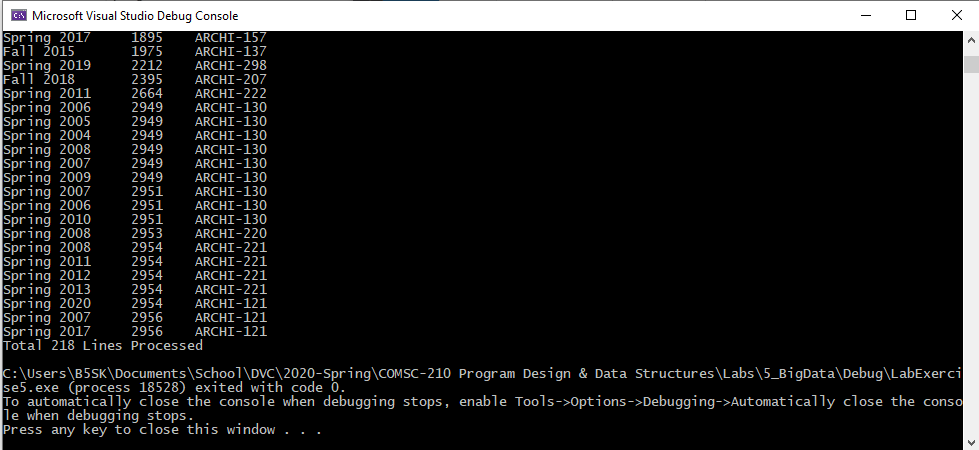 Microsoft Visual Studio Debug Console
Spring 2017     1895    ARCHI-157
Fall 2015       1975    ARCHI-137
Spring 2019     2212    ARCHI-298
Fall 2018       2395    ARCHI-207
Spring 2011     2664    ARCHI-222
Spring 2006     2949    ARCHI-130
Spring 2005     2949    ARCHI-130
Spring 2004     2949    ARCHI-130
Spring 2008     2949    ARCHI-130
Spring 2007     2949    ARCHI-130
Spring 2009     2949    ARCHI-130
Spring 2007     2951    ARCHI-130
Spring 2006     2951    ARCHI-130
Spring 2010     2951    ARCHI-130
Spring 2008     2953    ARCHI-220
Spring 2008     2954    ARCHI-221
Spring 2011     2954    ARCHI-221
Spring 2012     2954    ARCHI-221
Spring 2013     2954    ARCHI-221
Spring 2020     2954    ARCHI-121
Spring 2007     2956    ARCHI-121
Spring 2017     2956    ARCHI-121
Total 218 Lines Processed
C:\Users\B5SK\Documents\School\DVC\2020-Spring\COMSC-210 Program Design & Data Structures\Labs\5_BigData\Debug\LabExerci
se5.exe (process 18528) exited with code 0.
To automatically close the console when debugging stops, enable Tools->Options->Debugging->Automatically close the conso
le when debugging stops.
Press any key to close this window . . .